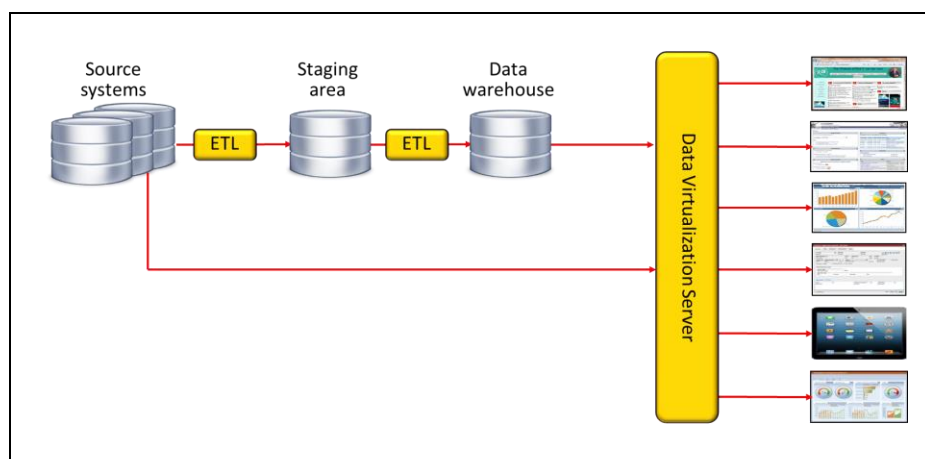 Source
systems
Staging
area
Data
warehouse
ETL
ETL
Data Virtualization Server